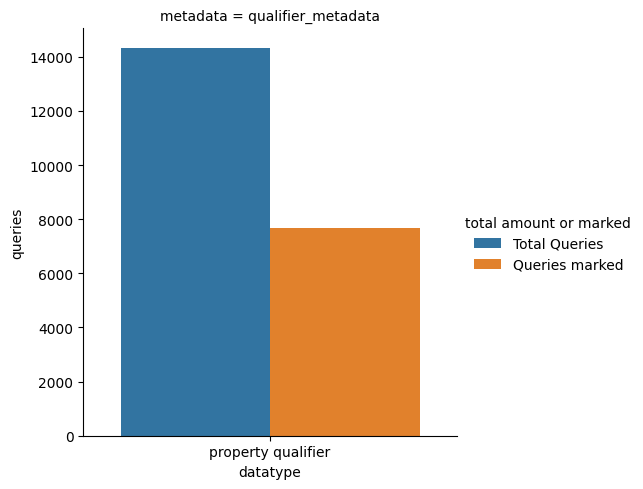 metadata = qualifier_metadata
14000
12000
10000
8000
6000
4000
2000
0
queries
property qualifier
datatype
total amount or marked
Total Queries
Queries marked